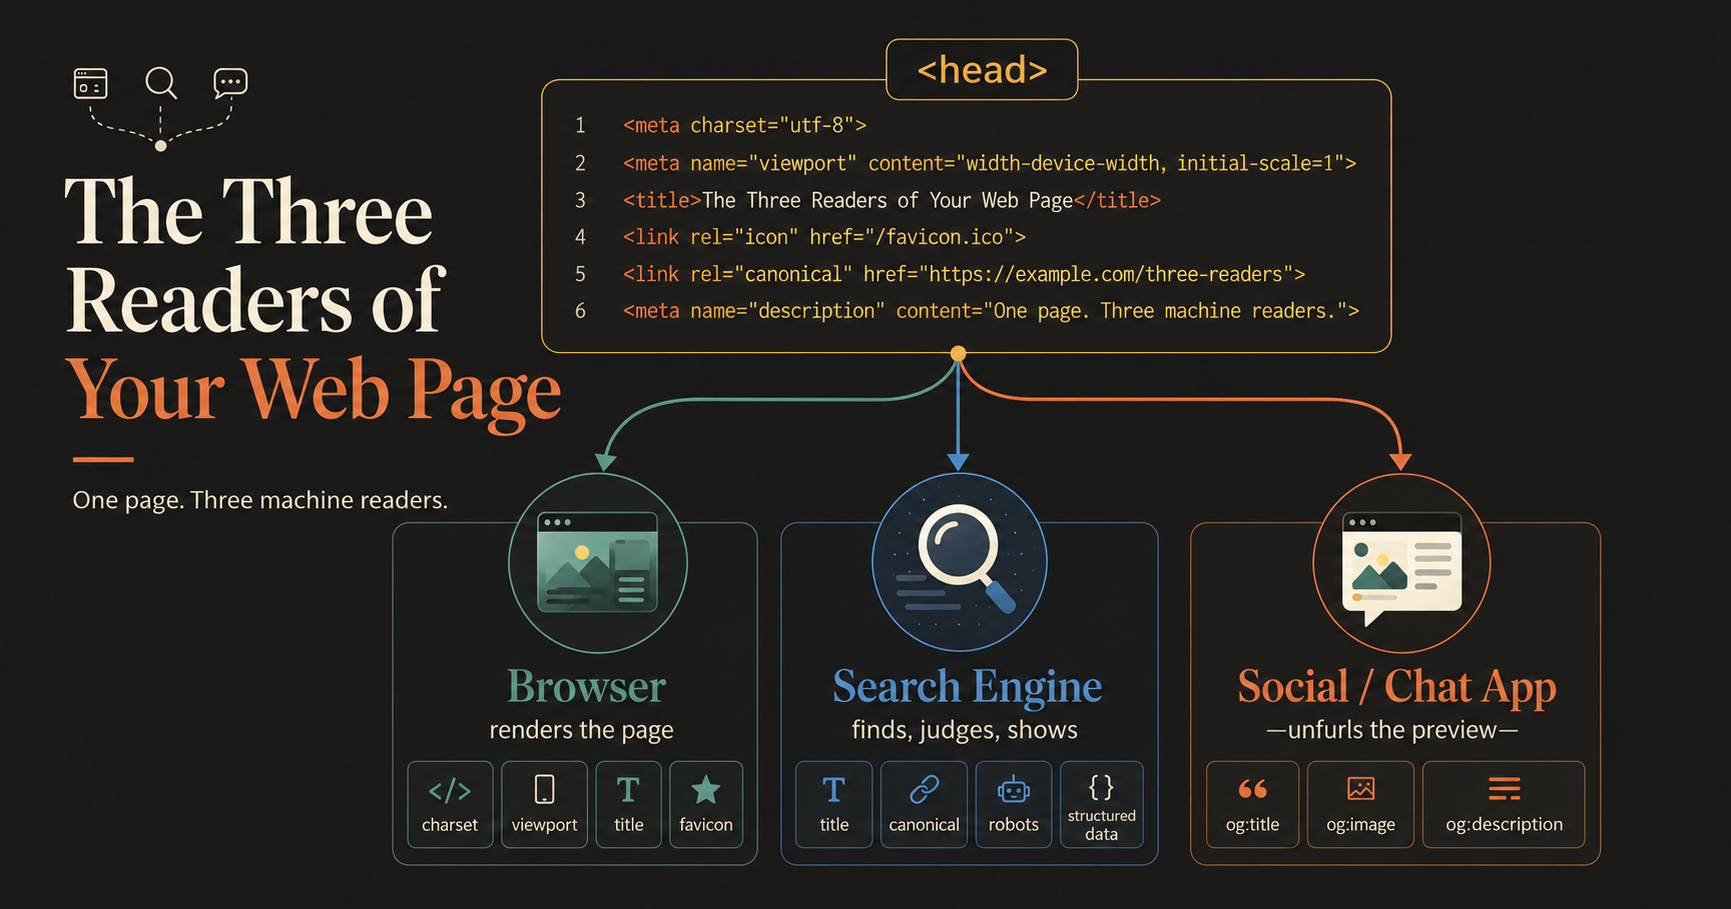 The Three
Readers of
Your Web Page
One page. Three machine readers.
<head>
1 <meta charset="utf-8">
2 <meta name="viewport" content="width-device-width, initial-scale=1">
3 <title>The Three Readers of Your Web Page</title>
4 <link rel="icon" href="/favicon.ico">
5 <link rel="canonical" href="https://example.com/three-readers">
6 <meta name="description" content="One page. Three machine readers.">
Browser
renders the page
</>
charset
viewport
T
title
favicon
Search Engine
finds, judges, shows
T
title
canonical
robots
{}
structured
data
Social / Chat App
—unfurls the preview—
og:title
og:image
og:description